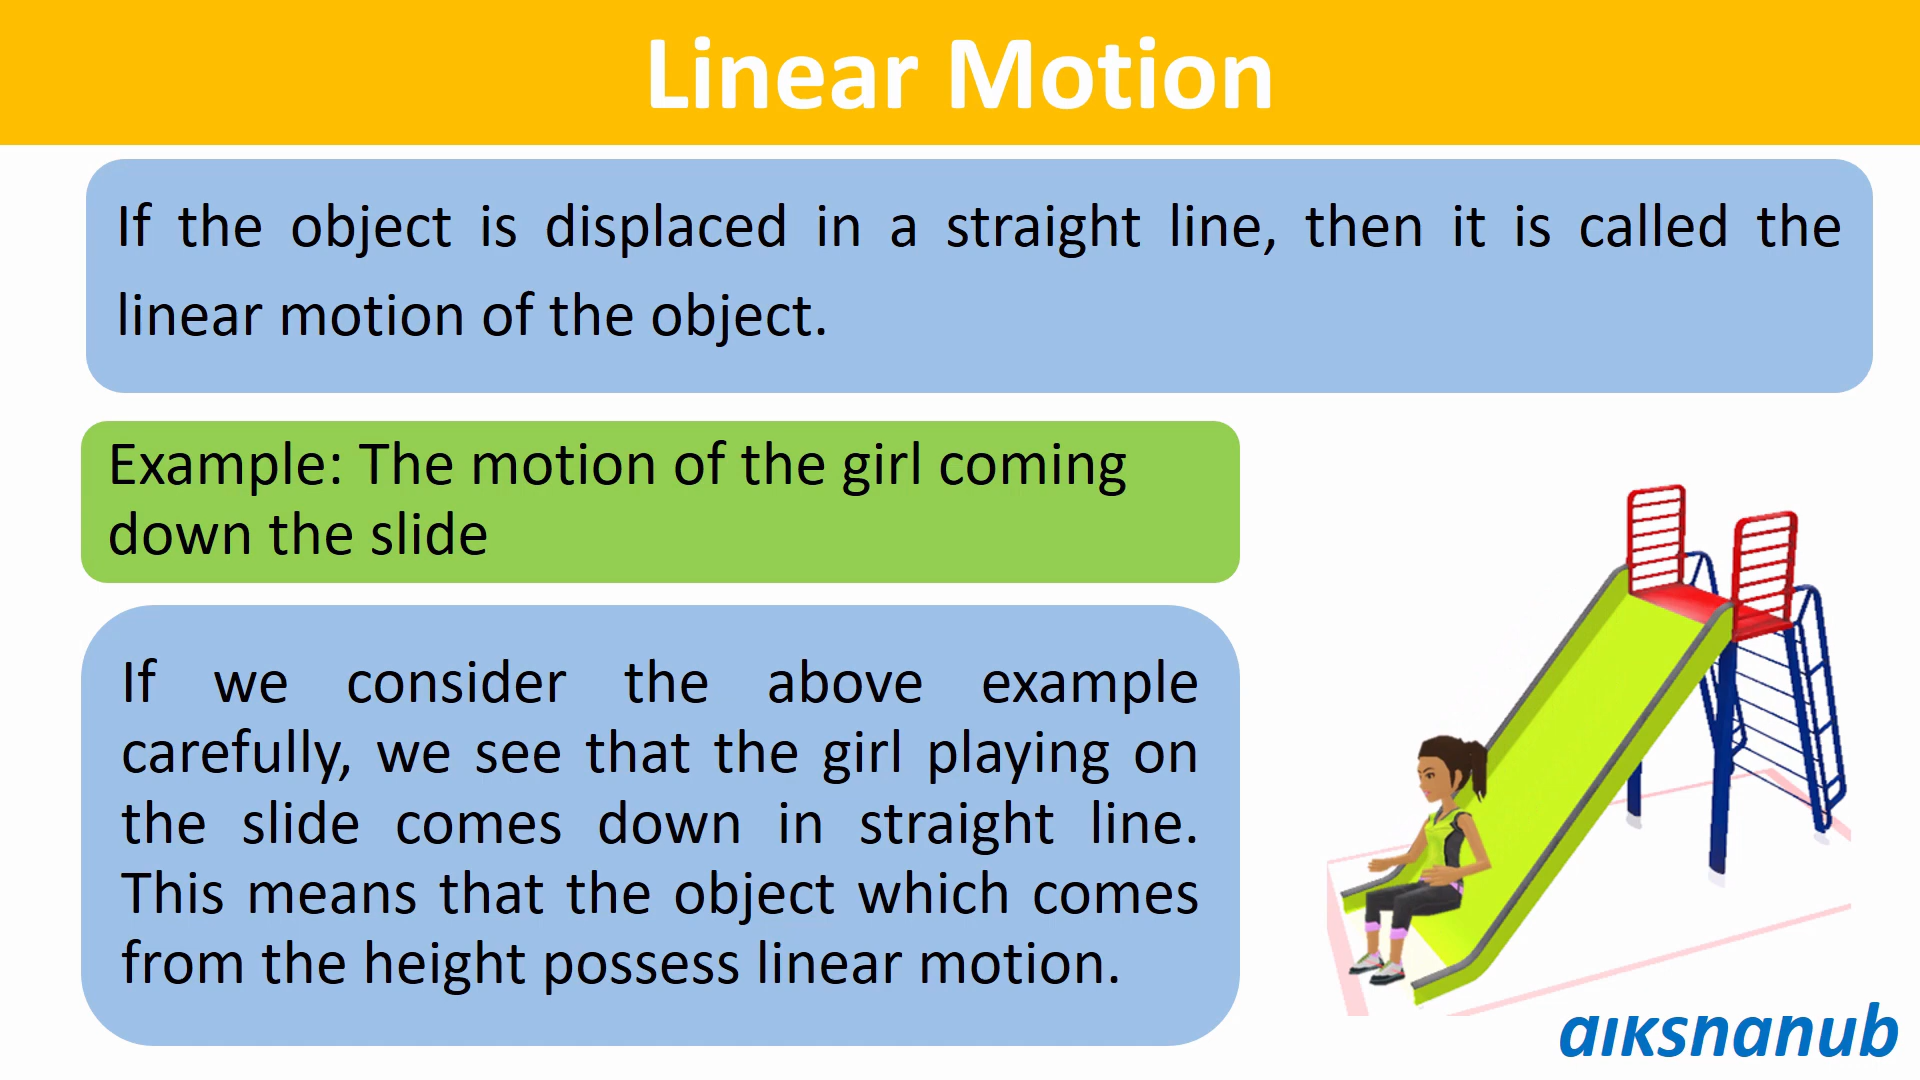 Linear Motion
If the object is displaced in a straight line, then it is called the
linear motion of the object.
Example: The motion of the girl coming
down the slide
If we consider the above example
carefully, we see that the girl playing on
the slide comes down in straight line.
This means that the object which comes
from the height possess linear motion.
aıksnanub